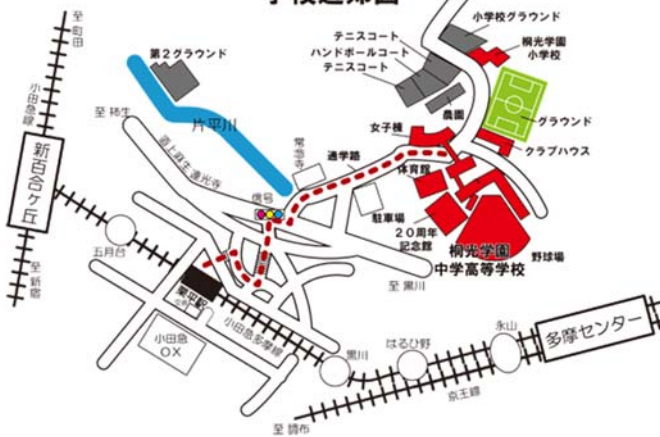 至 町田
小田急線
新百合ヶ丘
至 新宿
第2グラウンド
片平川
至 柿生
道上麻生 連光寺
信号
常念寺
通学路
五月台
栗平駅
小田急
OX
小田急多摩線
黒川
はるひ野
永山
多摩センター
京王線
至 調布
至 黒川
小学校グラウンド
テニスコート
ハンドボールコート
テニスコート
桐光学園
小学校
農園
グラウンド
女子棟
クラブハウス
体育館
駐車場
20周年
記念館
桐光学園
中学高等学校
野球場